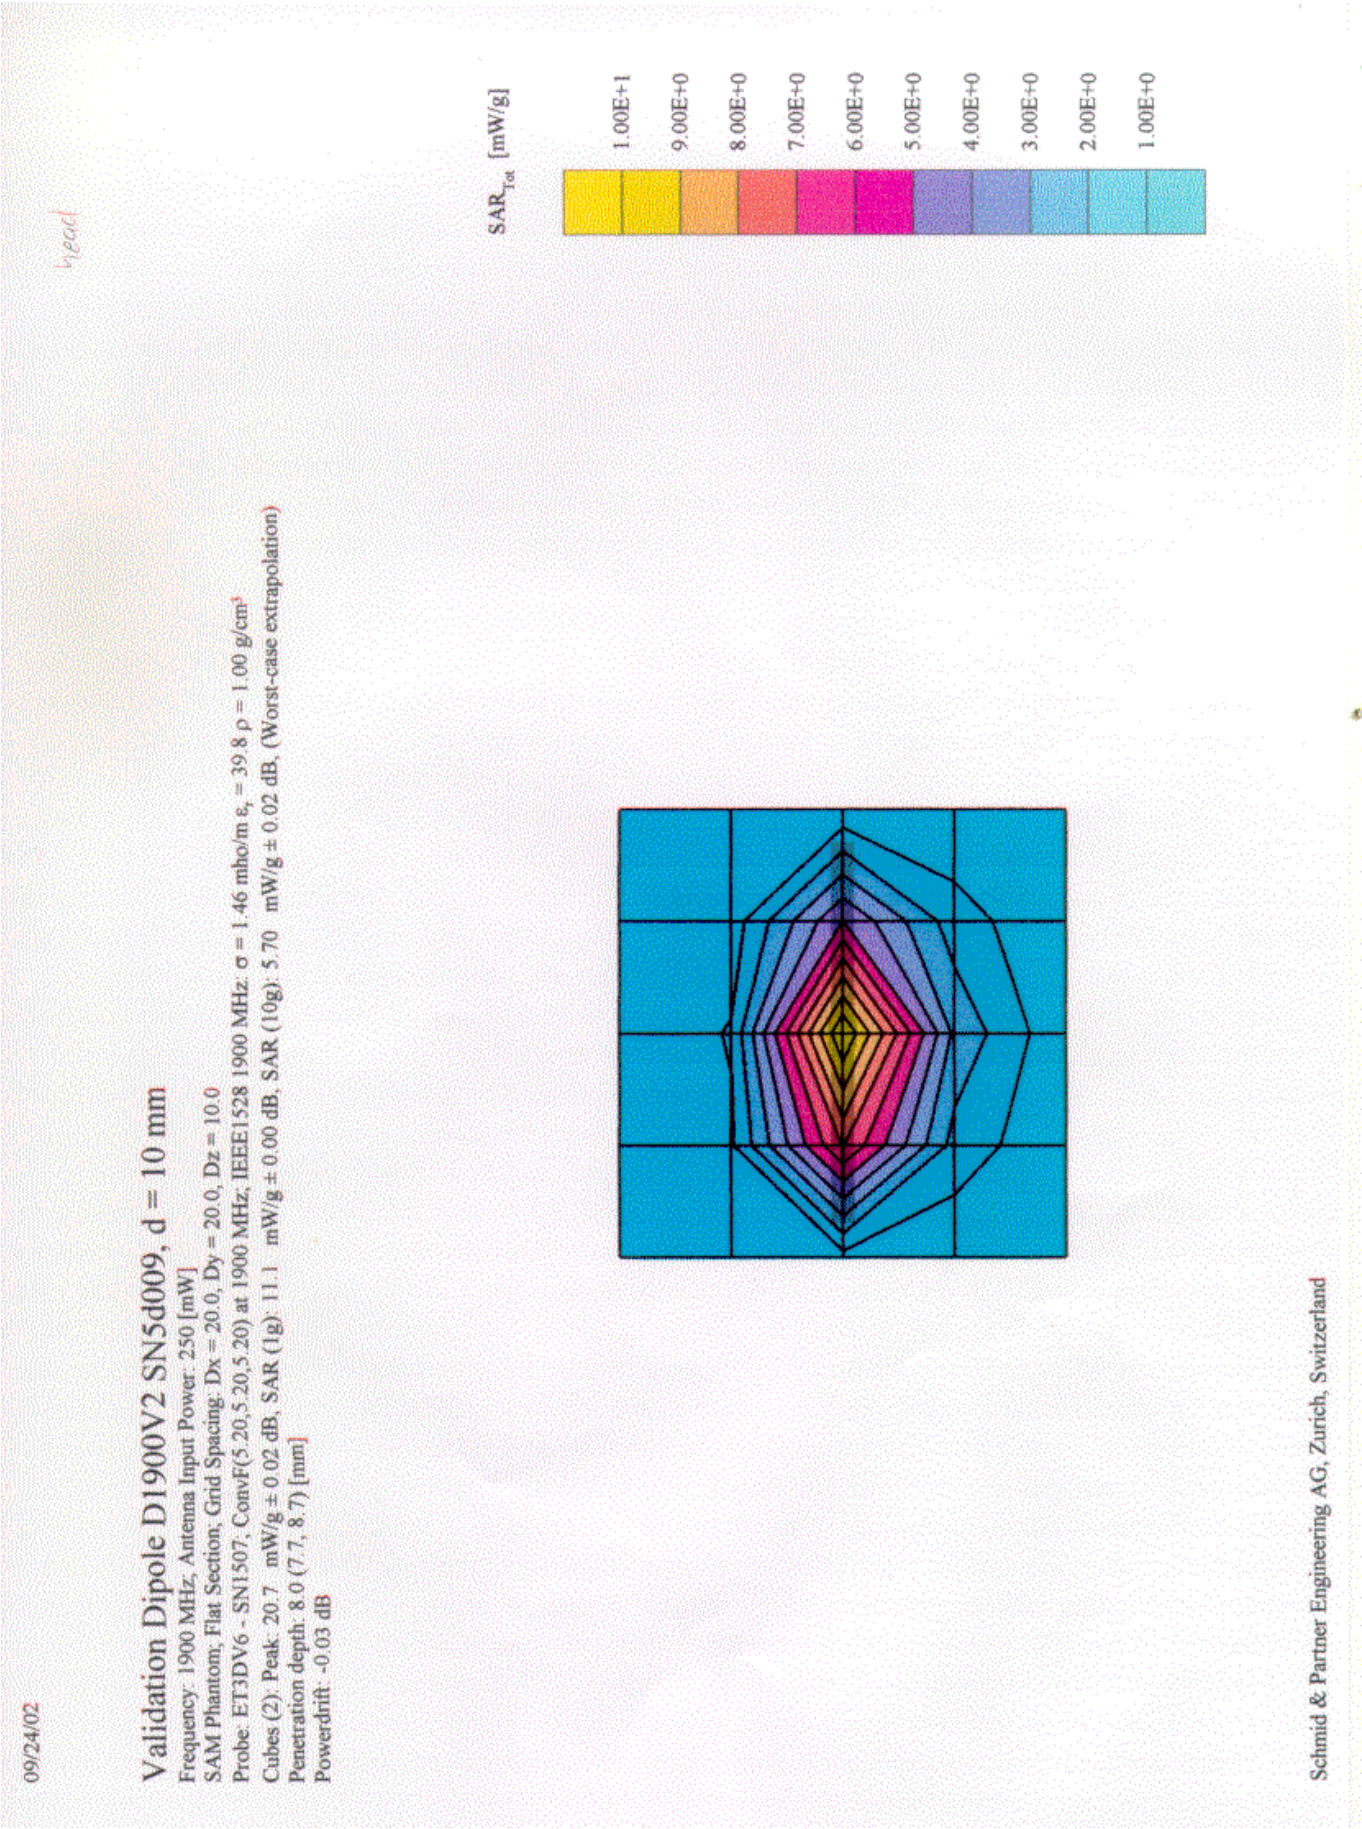 09/24/02
head
Validation Dipole D1900V2 SN5d009, d = 10 mm
Frequency: 1900 MHz; Antenna Input Power: 250 [mW]
SAM Phantom; Flat Section; Grid Spacing: Dx = 20.0, Dy = 20.0, Dz = 10.0
Probe: ET3DV6 - SN1507; ConvF(5.20,5.20,5.20) at 1900 MHz; IEEE1528 1900 MHz: σ = 1.46 mho/m εr = 39.8 ρ = 1.00 g/cm³
Cubes (2): Peak: 20.7 mW/g ± 0.02 dB, SAR (1g): 11.1 mW/g ± 0.00 dB, SAR (10g): 5.70 mW/g ± 0.02 dB, (Worst-case extrapolation)
Penetration depth: 8.0 (7.7, 8.7) [mm]
Powerdrift: -0.03 dB
SAR Tot [mW/g]
1.00E+1
9.00E+0
8.00E+0
7.00E+0
6.00E+0
5.00E+0
4.00E+0
3.00E+0
2.00E+0
1.00E+0
Schmid & Partner Engineering AG, Zurich, Switzerland